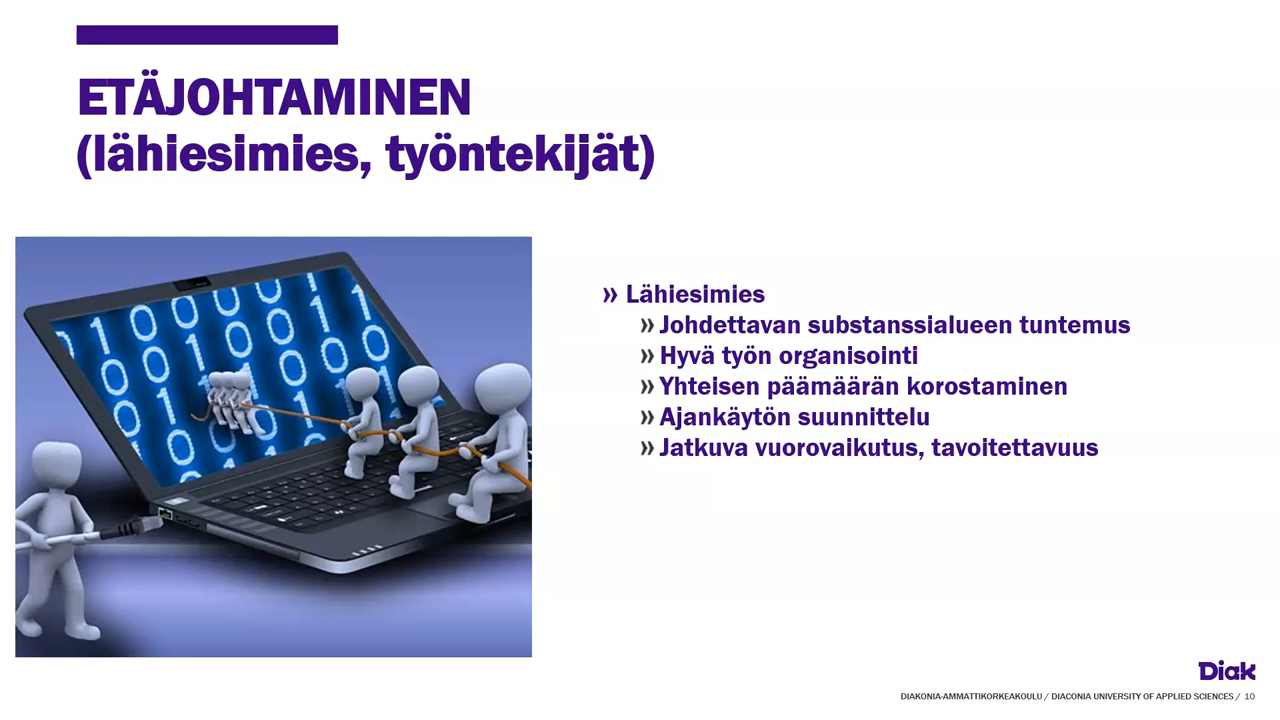 ETÄJOHTAMINEN
(lähiesimies, työntekijät)
» Lähiesimies
» Johdettavan substanssialueen tuntemus
» Hyvä työn organisointi
» Yhteisen päämäärän korostaminen
» Ajankäytön suunnittelu
» Jatkuva vuorovaikutus, tavoitettavuus
Diak
DIAKONIA-AMMATTIKORKEAKOULU / DIACONIA UNIVERSITY OF APPLIED SCIENCES / 10